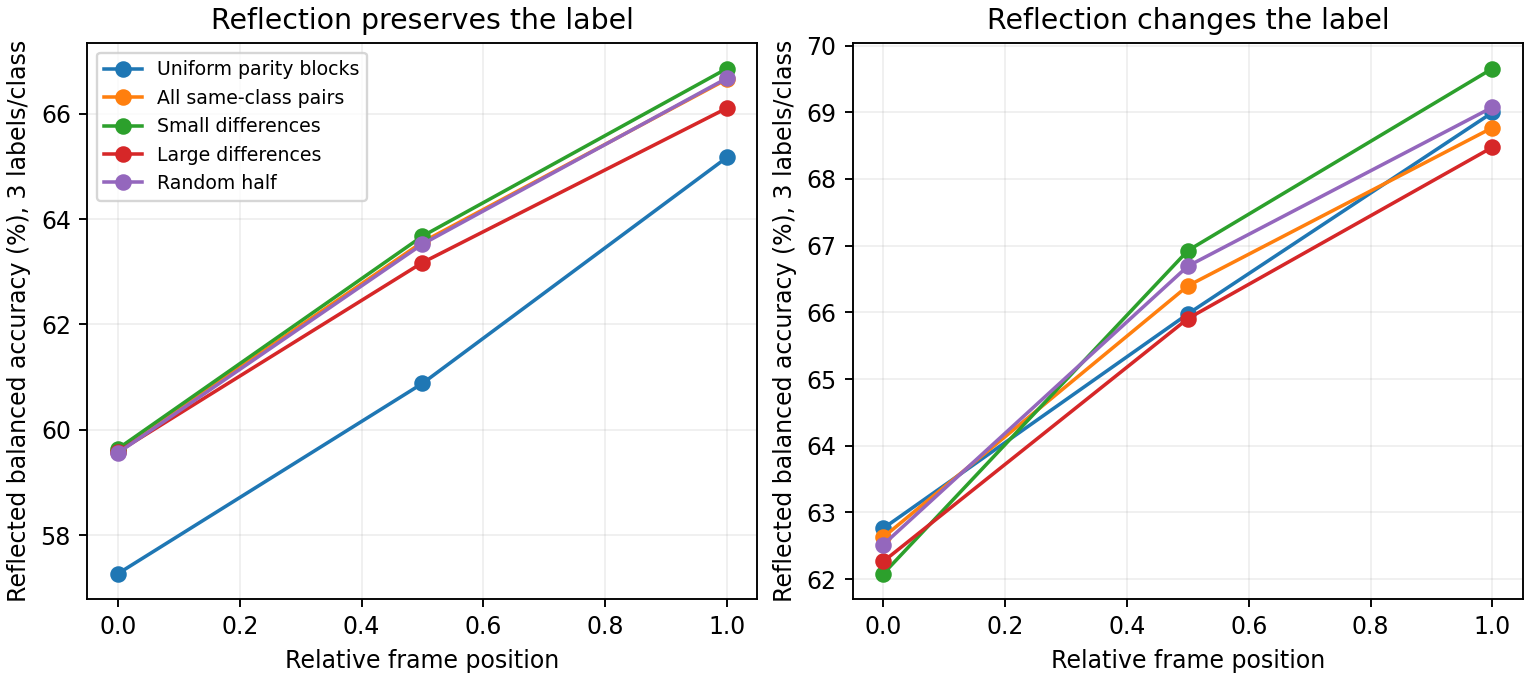 Reflection preserves the label
Reflected balanced accuracy (%), 3 labels/class
66
64
62
60
58
Uniform parity blocks
All same-class pairs
Small differences
Large differences
Random half
0.0 0.2 0.4 0.6 0.8 1.0
Relative frame position
Reflection changes the label
Reflected balanced accuracy (%), 3 labels/class
70
69
68
67
66
65
64
63
62
0.0 0.2 0.4 0.6 0.8 1.0
Relative frame position